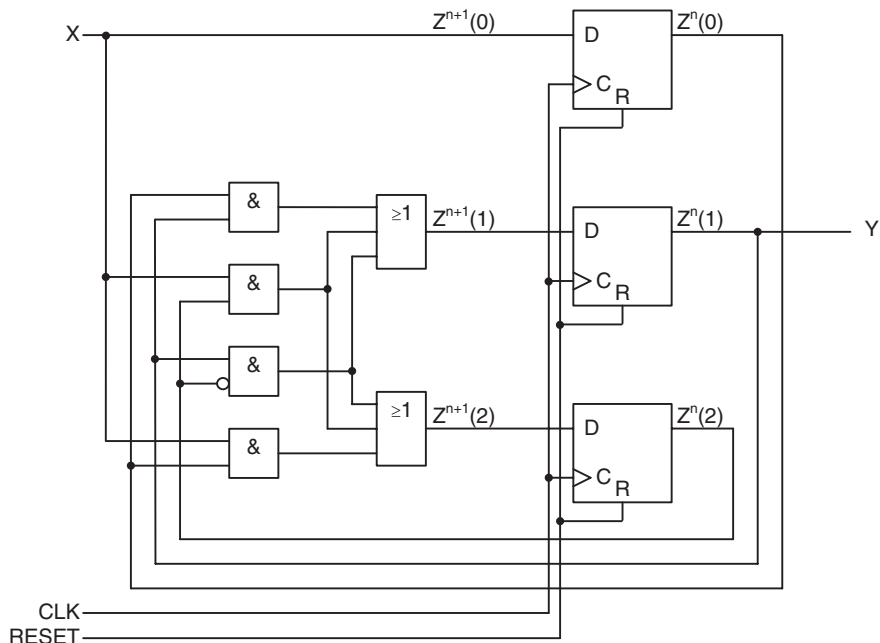 X
Z^{n+1}(0)
D
C
R
Z^n(0)
&
≥1
Z^{n+1}(1)
D
C
R
Z^n(1)
Y
&
&
≥1
Z^{n+1}(2)
D
C
R
Z^n(2)
&
CLK
RESET